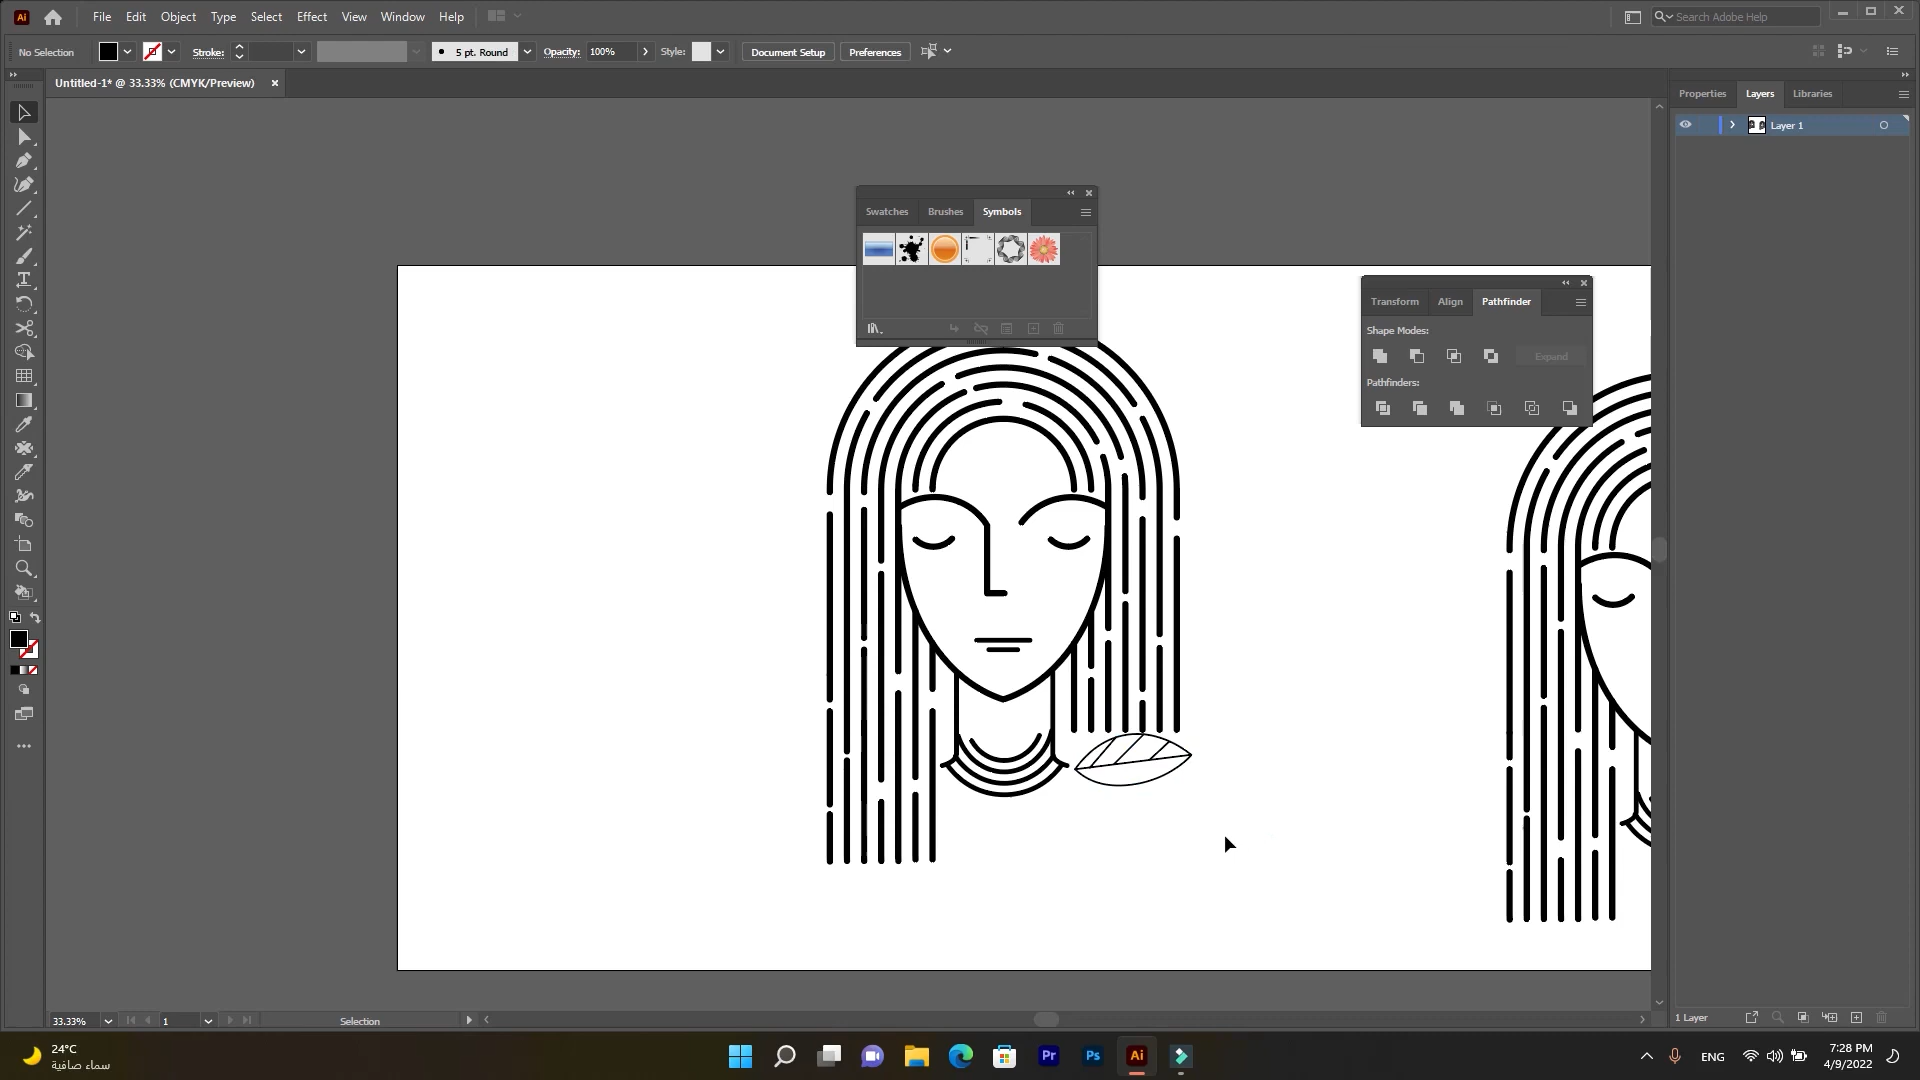 Ai File Edit Object Type Select Effect View Window Help Search Adobe Help
No Selection Stroke: 5 pt. Round Opacity: 100% Style: Document Setup Preferences
Untitled-1* @ 33.33% (CMYK/Preview)
Properties Layers Libraries
Layer 1
Swatches Brushes Symbols
Transform Align Pathfinder
Shape Modes:
Expand
Pathfinders:
33.33% 1 Selection
1 Layer
24°C
سماء صافية
Pr Ps Ai
ENG
7:28 PM
4/9/2022